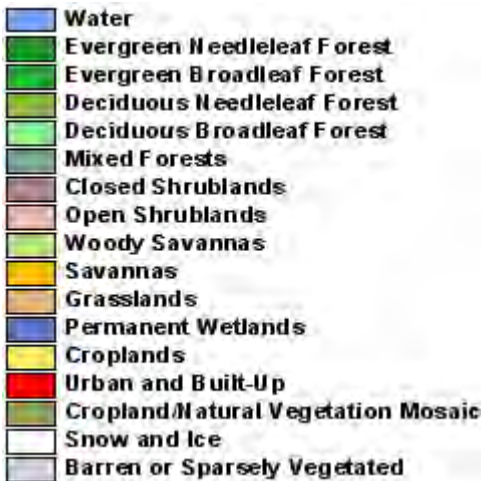 Water
Evergreen Needleleaf Forest
Evergreen Broadleaf Forest
Deciduous Needleleaf Forest
Deciduous Broadleaf Forest
Mixed Forests
Closed Shrublands
Open Shrublands
Woody Savannas
Savannas
Grasslands
Permanent Wetlands
Croplands
Urban and Built-Up
Cropland/Natural Vegetation Mosaic
Snow and Ice
Barren or Sparsely Vegetated